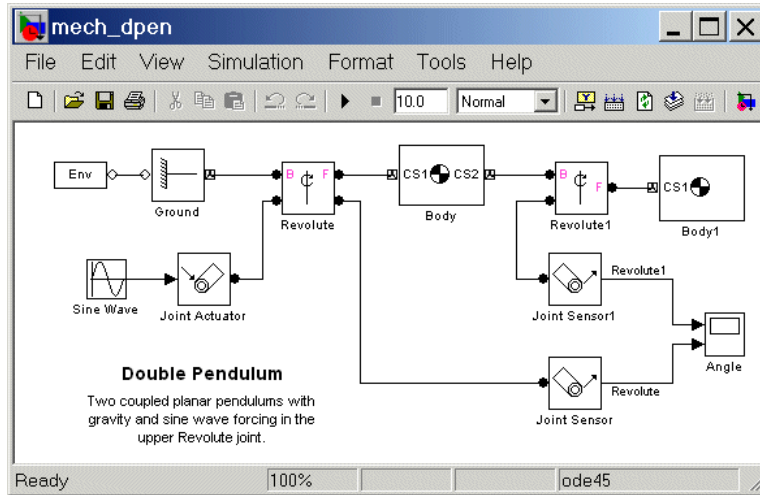 mech_dpen
File Edit View Simulation Format Tools Help
10.0 Normal
Env
Ground
B F
Revolute
CS1 CS2
Body
B F
Revolute1
CS1
Body1
Sine Wave
Joint Actuator
Revolute1
Joint Sensor1
Angle
Revolute
Joint Sensor
Double Pendulum
Two coupled planar pendulums with
gravity and sine wave forcing in the
upper Revolute joint.
Ready 100% ode45